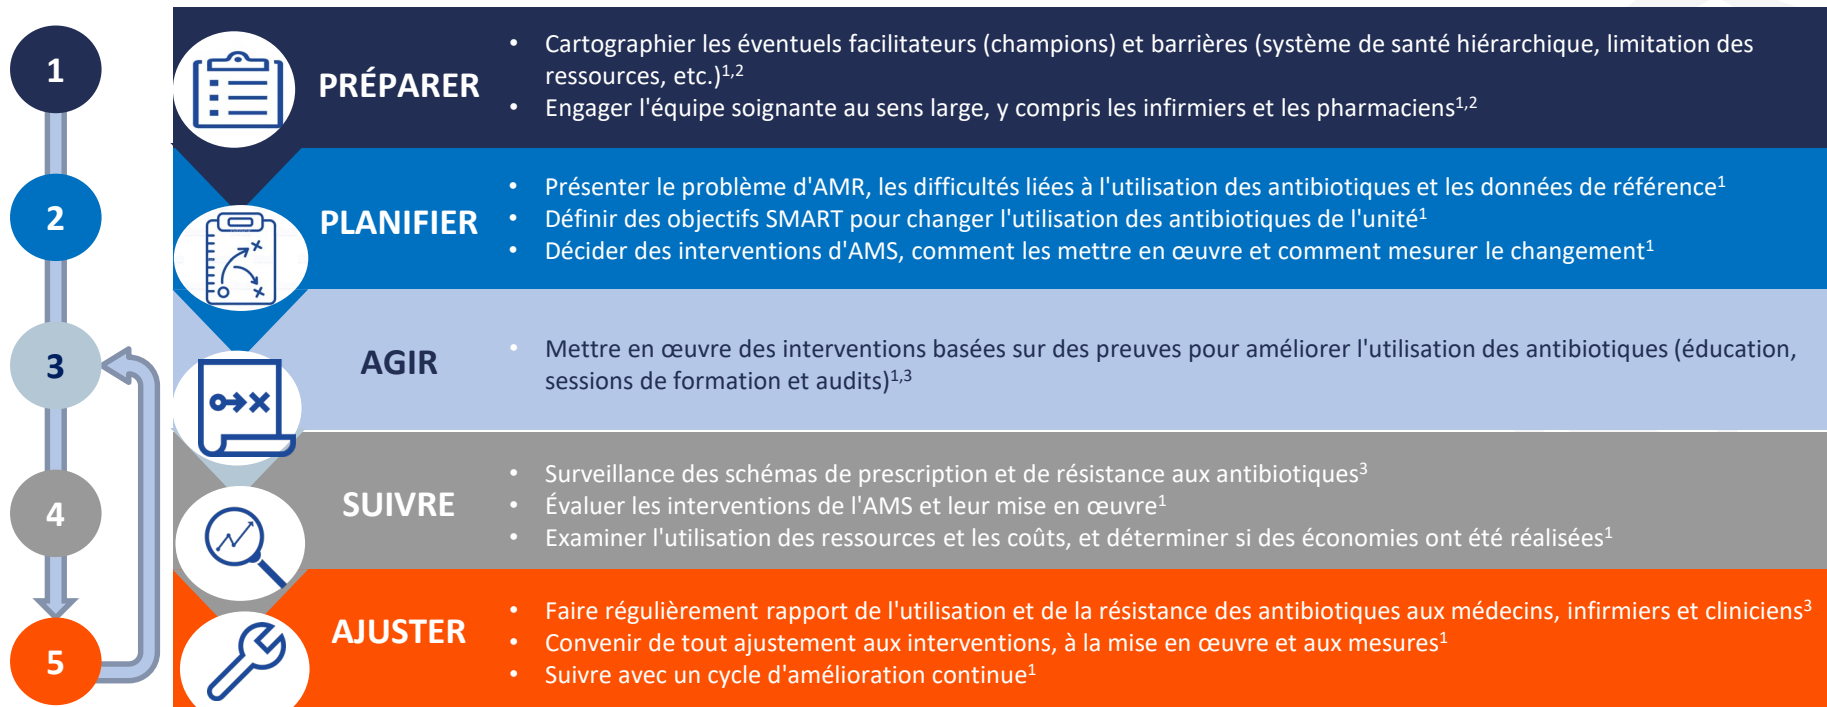 1
PRÉPARER
• Cartographier les éventuels facilitateurs (champions) et barrières (système de santé hiérarchique, limitation des
ressources, etc.)1,2
• Engager l'équipe soignante au sens large, y compris les infirmiers et les pharmaciens1,2
2
PLANIFIER
• Présenter le problème d'AMR, les difficultés liées à l'utilisation des antibiotiques et les données de référence1
• Définir des objectifs SMART pour changer l'utilisation des antibiotiques de l'unité1
• Décider des interventions d'AMS, comment les mettre en œuvre et comment mesurer le changement1
3
AGIR
• Mettre en œuvre des interventions basées sur des preuves pour améliorer l'utilisation des antibiotiques (éducation,
sessions de formation et audits)1,3
4
SUIVRE
• Surveillance des schémas de prescription et de résistance aux antibiotiques3
• Évaluer les interventions de l'AMS et leur mise en œuvre1
• Examiner l'utilisation des ressources et les coûts, et déterminer si des économies ont été réalisées1
5
AJUSTER
• Faire régulièrement rapport de l'utilisation et de la résistance des antibiotiques aux médecins, infirmiers et cliniciens3
• Convenir de tout ajustement aux interventions, à la mise en œuvre et aux mesures1
• Suivre avec un cycle d'amélioration continue1